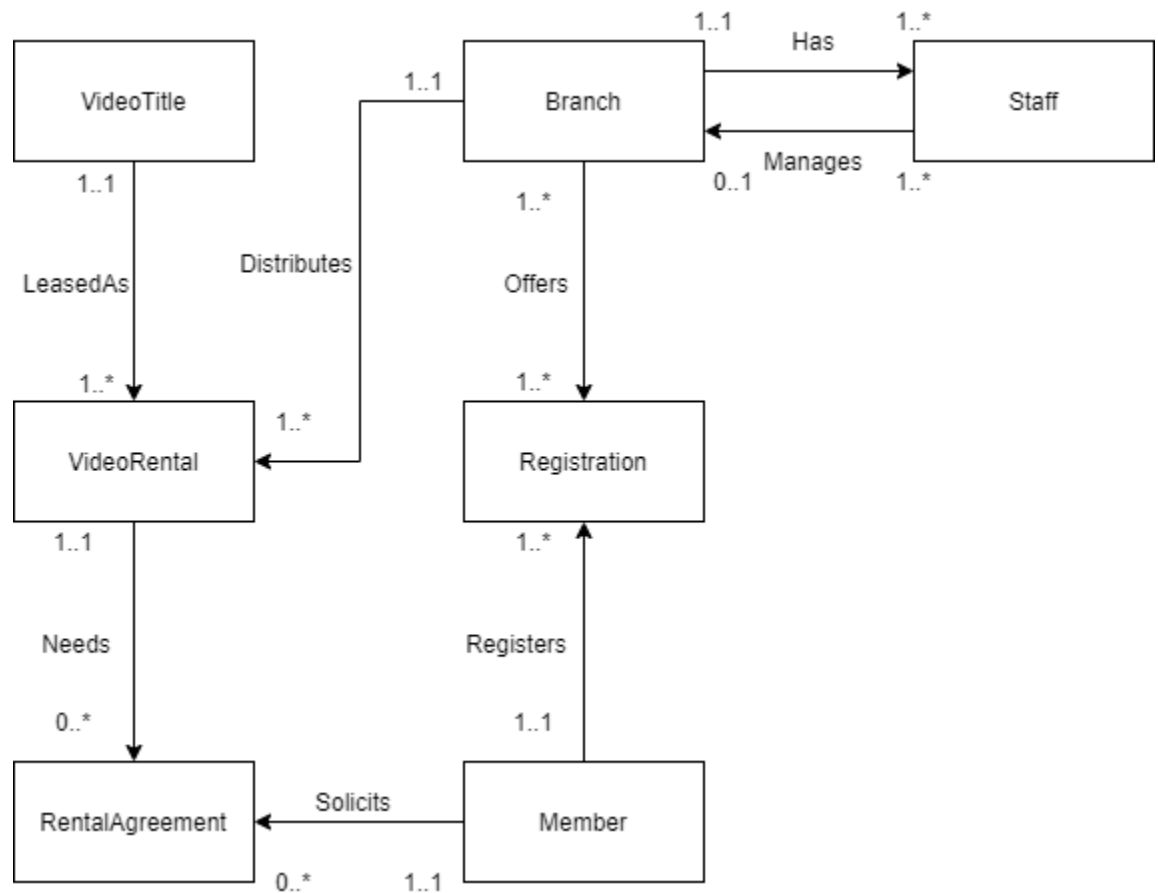 1..1
1..*
Has
VideoTitle
1..1
Branch
Staff
Manages
1..1
0..1
1..*
1..*
Distributes
LeasedAs
Offers
1..*
1..*
1..*
VideoRental
Registration
1..1
1..*
Needs
Registers
0..*
1..1
Solicits
RentalAgreement
Member
0..*
1..1